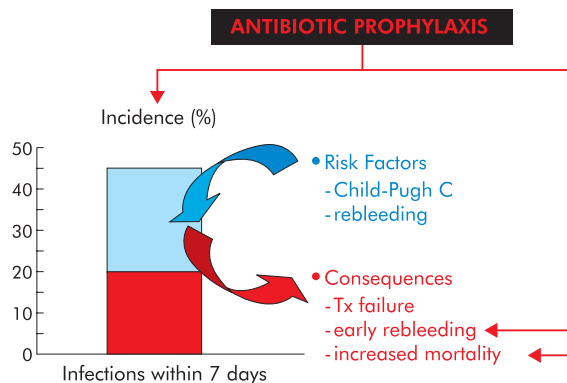 ANTIBIOTIC PROPHYLAXIS
Incidence (%)
50
40
30
20
10
0
• Risk Factors
- Child-Pugh C
- rebleeding
• Consequences
- Tx failure
- early rebleeding
- increased mortality
Infections within 7 days